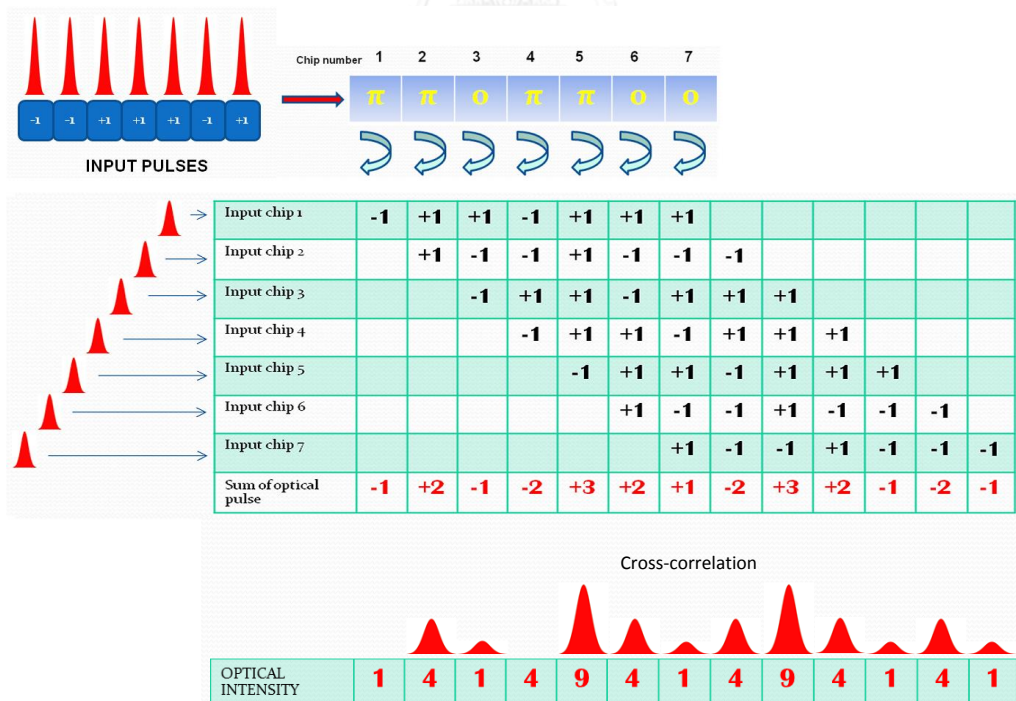 Chip number 1 2 3 4 5 6 7
π π 0 π π 0 0
-1 -1 +1 +1 +1 -1 +1
INPUT PULSES
Input chip 1 -1 +1 +1 -1 +1 +1 +1
Input chip 2 +1 -1 -1 +1 -1 -1 -1
Input chip 3 -1 +1 +1 -1 +1 +1 +1
Input chip 4 -1 +1 +1 -1 +1 +1 +1
Input chip 5 -1 +1 +1 -1 +1 +1 +1
Input chip 6 +1 -1 -1 +1 -1 -1 -1
Input chip 7 +1 -1 -1 +1 -1 -1 -1
Sum of optical
pulse -1 +2 -1 -2 +3 +2 +1 -2 +3 +2 -1 -2 -1
Cross-correlation
OPTICAL
INTENSITY 1 4 1 4 9 4 1 4 9 4 1 4 1